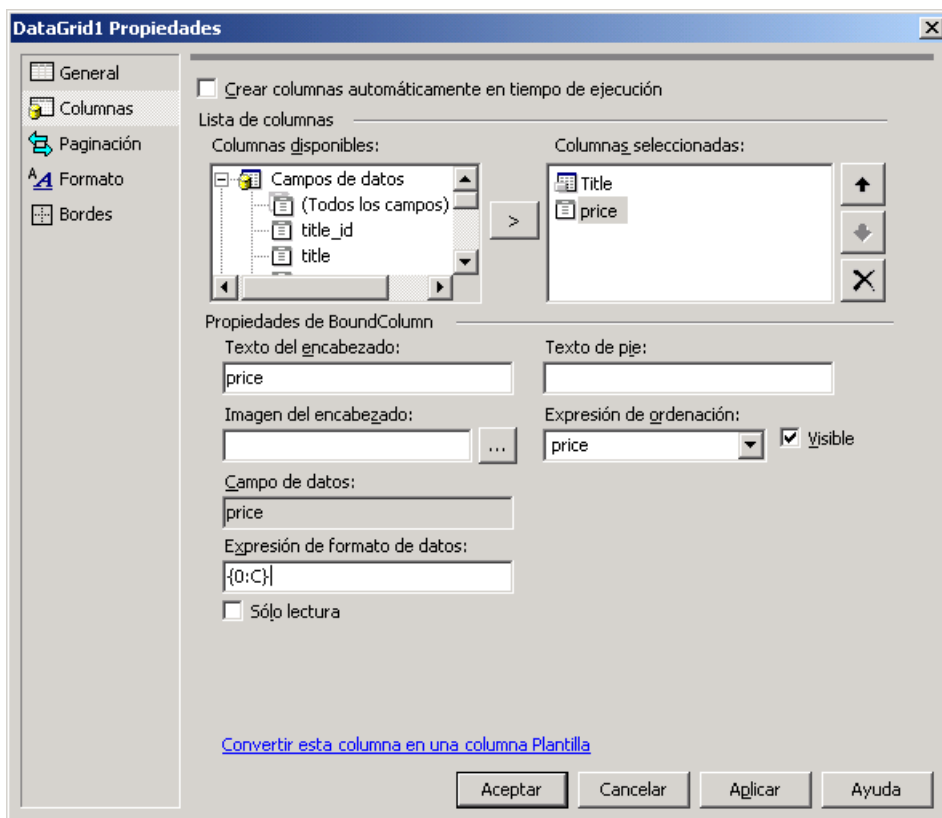 DataGrid1 Propiedades
General
Columnas
Paginación
Formato
Bordes
Crear columnas automáticamente en tiempo de ejecución
Lista de columnas
Columnas disponibles:
Campos de datos
(Todos los campos)
title_id
title
>
Columnas seleccionadas:
Title
price
Propiedades de BoundColumn
Texto del encabezado:
price
Texto de pie:
Imagen del encabezado:
...
Expresión de ordenación:
price
Visible
Campo de datos:
price
Expresión de formato de datos:
{0:C}
Sólo lectura
Convertir esta columna en una columna Plantilla
Aceptar
Cancelar
Aplicar
Ayuda